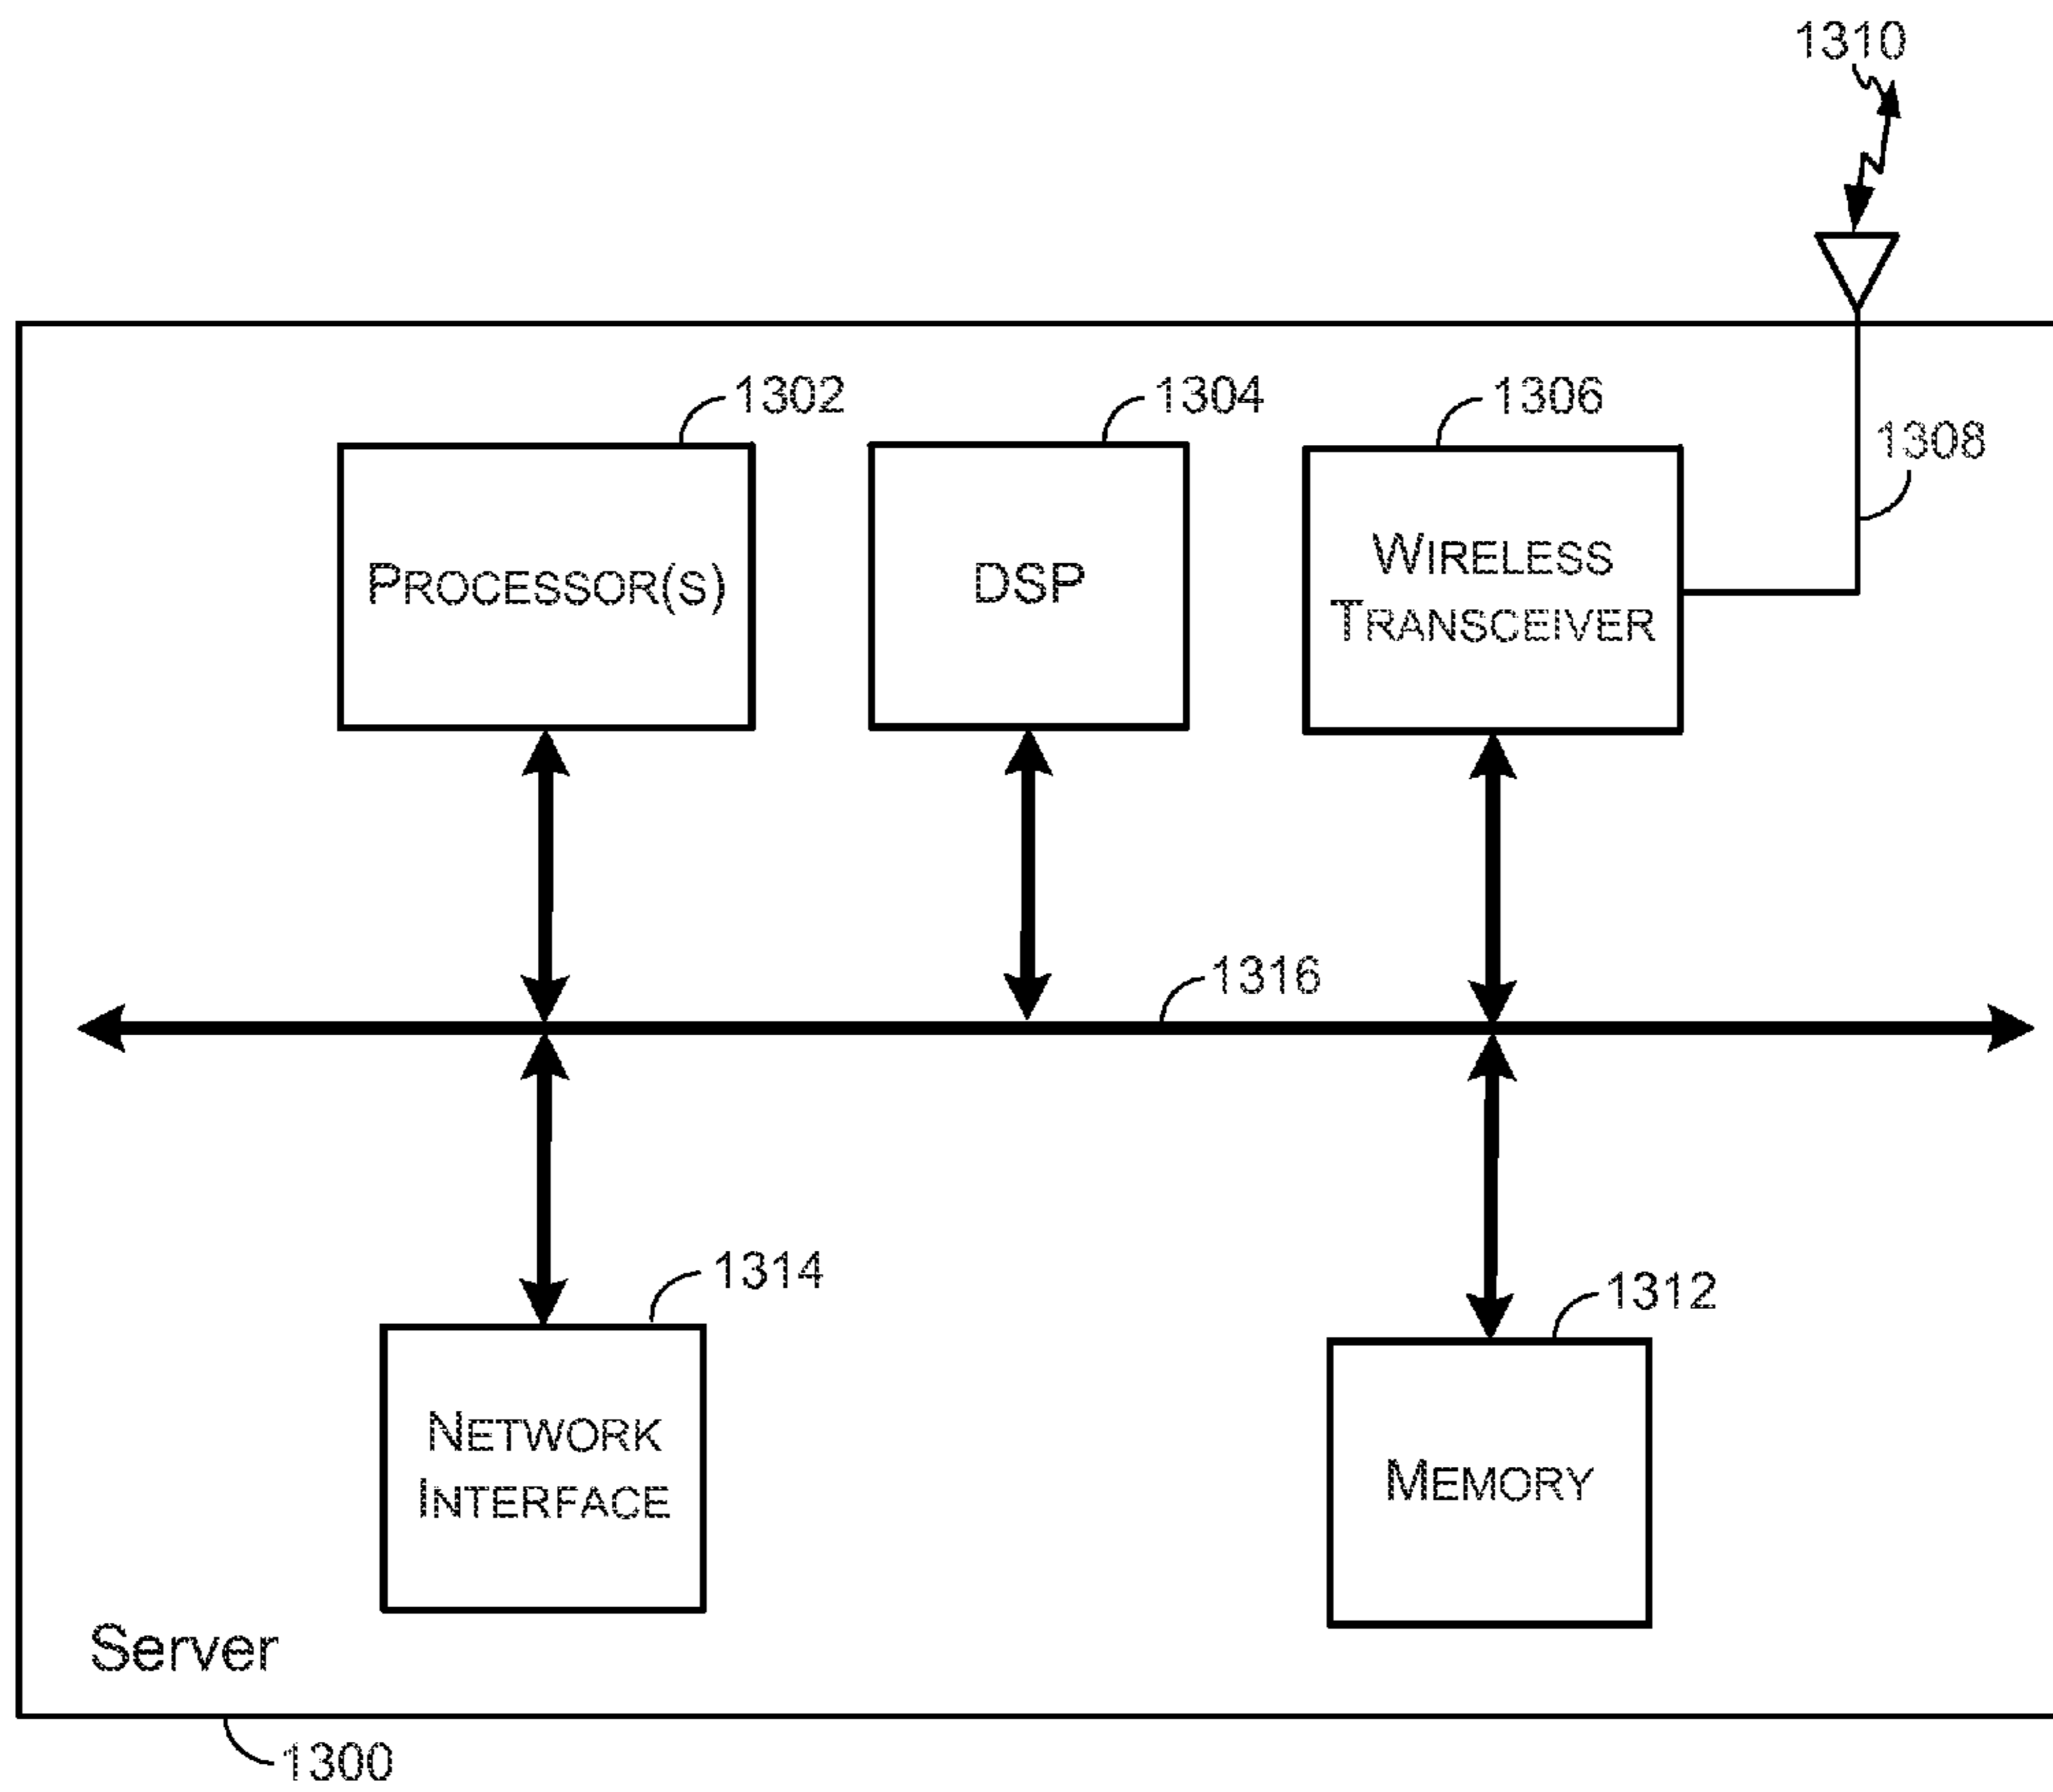 1310
1302
1304
1306
1308
PROCESSOR(S)
DSP
WIRELESS
TRANSCEIVER
1316
1314
1312
NETWORK
INTERFACE
MEMORY
Server
1300